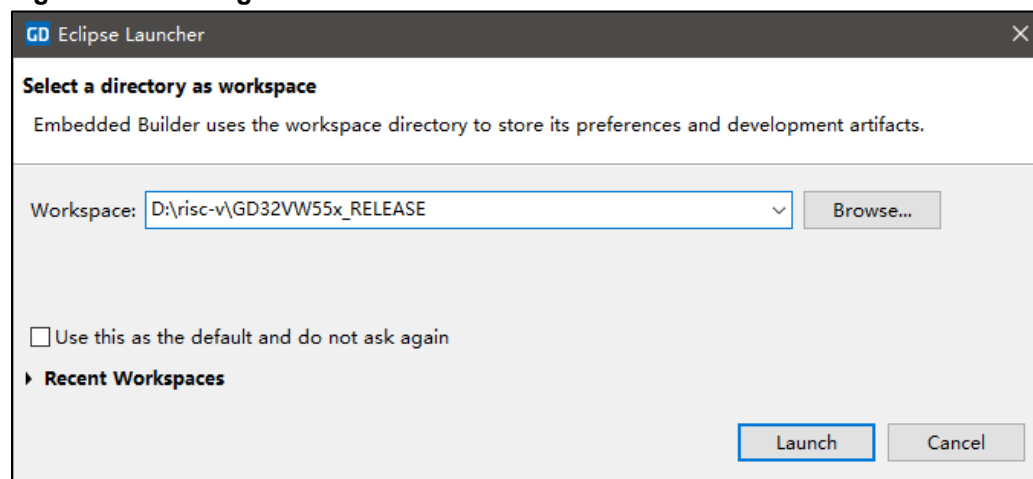 GD Eclipse Launcher
Select a directory as workspace
Embedded Builder uses the workspace directory to store its preferences and development artifacts.
Workspace: D:\risc-v\GD32VW55x_RELEASE Browse...
Use this as the default and do not ask again
Recent Workspaces
Launch Cancel